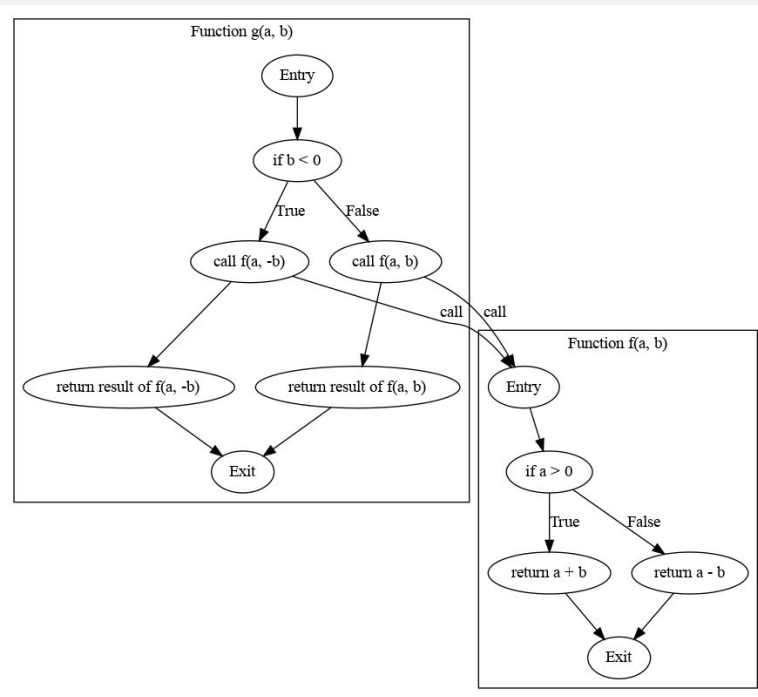 Function g(a, b)
Entry
if b < 0
True
False
call f(a, -b)
call f(a, b)
call
call
return result of f(a, -b)
return result of f(a, b)
Exit
Function f(a, b)
Entry
if a > 0
True
False
return a + b
return a - b
Exit